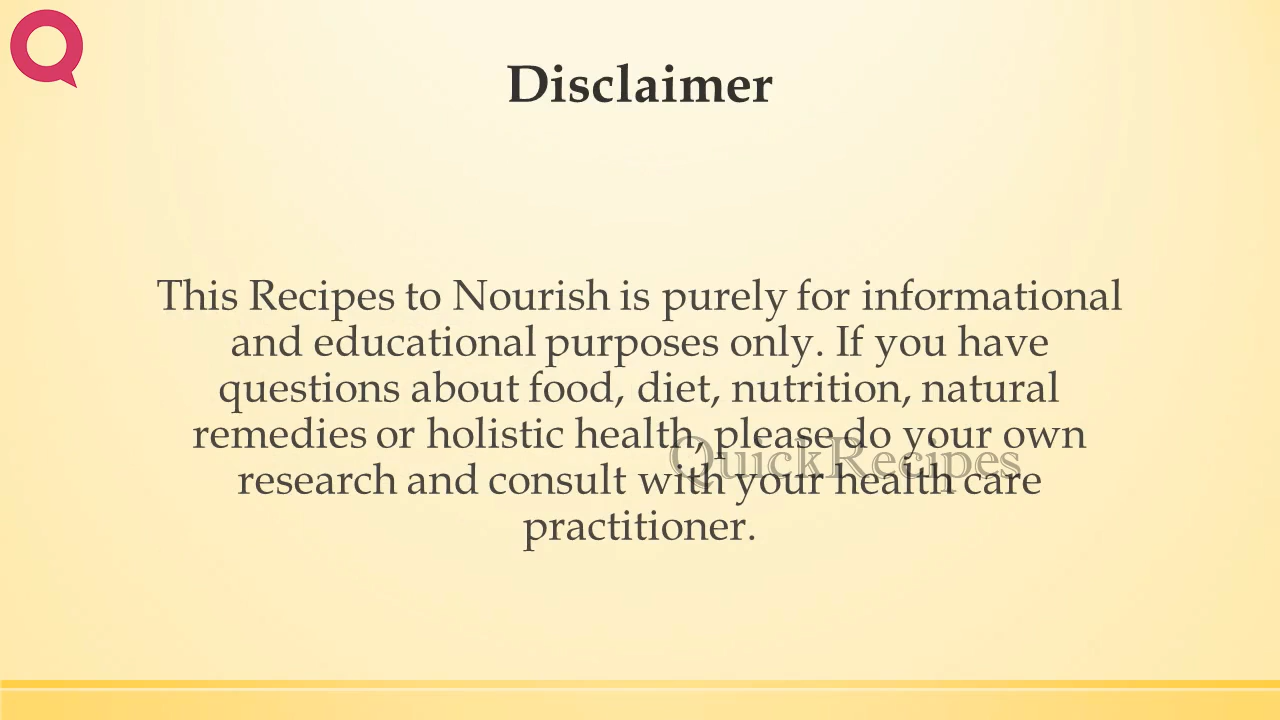 Disclaimer
This Recipes to Nourish is purely for informational
and educational purposes only. If you have
questions about food, diet, nutrition, natural
remedies or holistic health, please do your own
QuickRecipes
research and consult with your health care
practitioner.